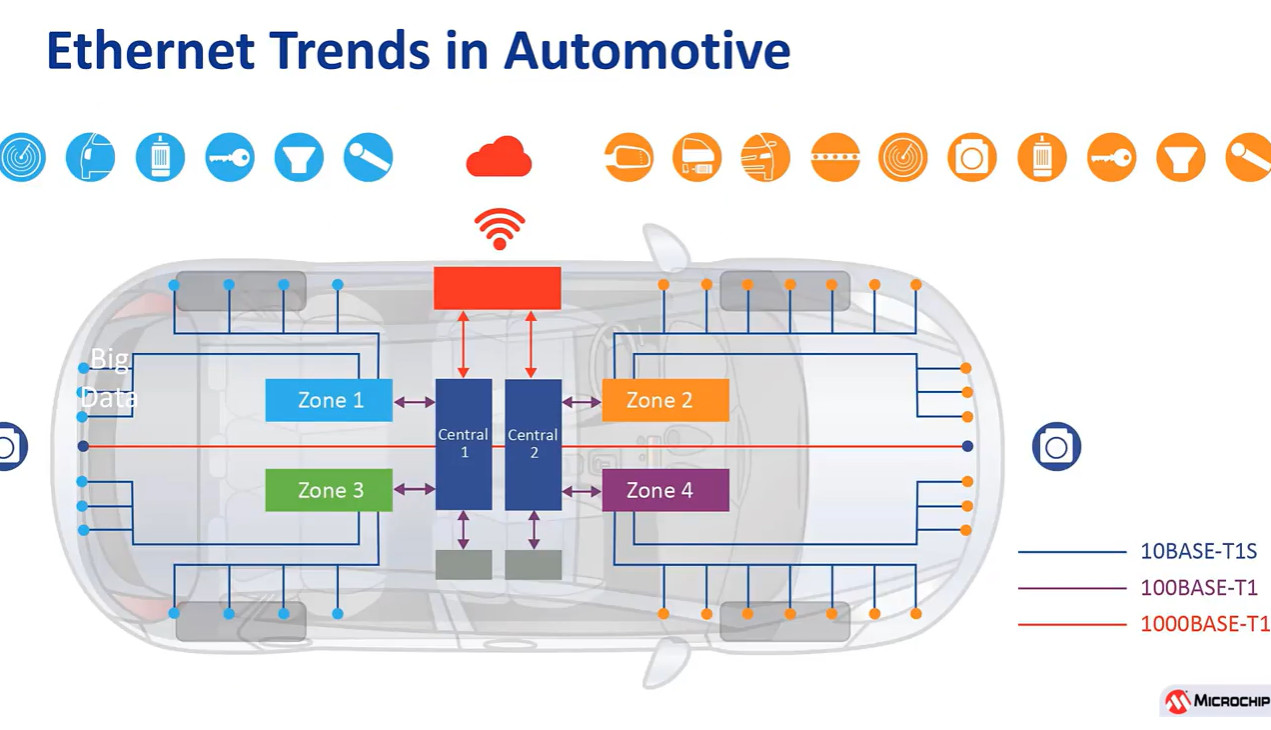 Ethernet Trends in Automotive
Big
Data
Zone 1
Zone 2
Central
1
Central
2
Zone 3
Zone 4
10BASE-T1S
100BASE-T1
1000BASE-T1
MICROCHIP